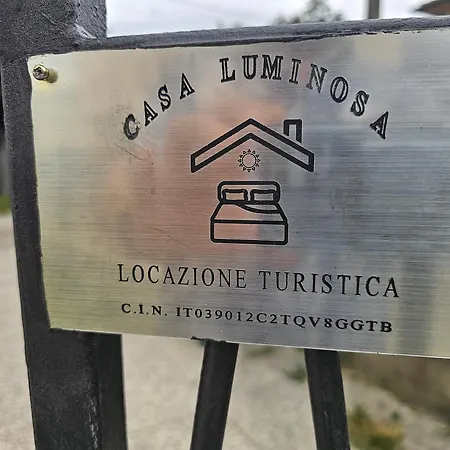 CASA LUMINOSA
LOCAZIONE TURISTICA
C.I.N. IT039012C2TQV8GGTB